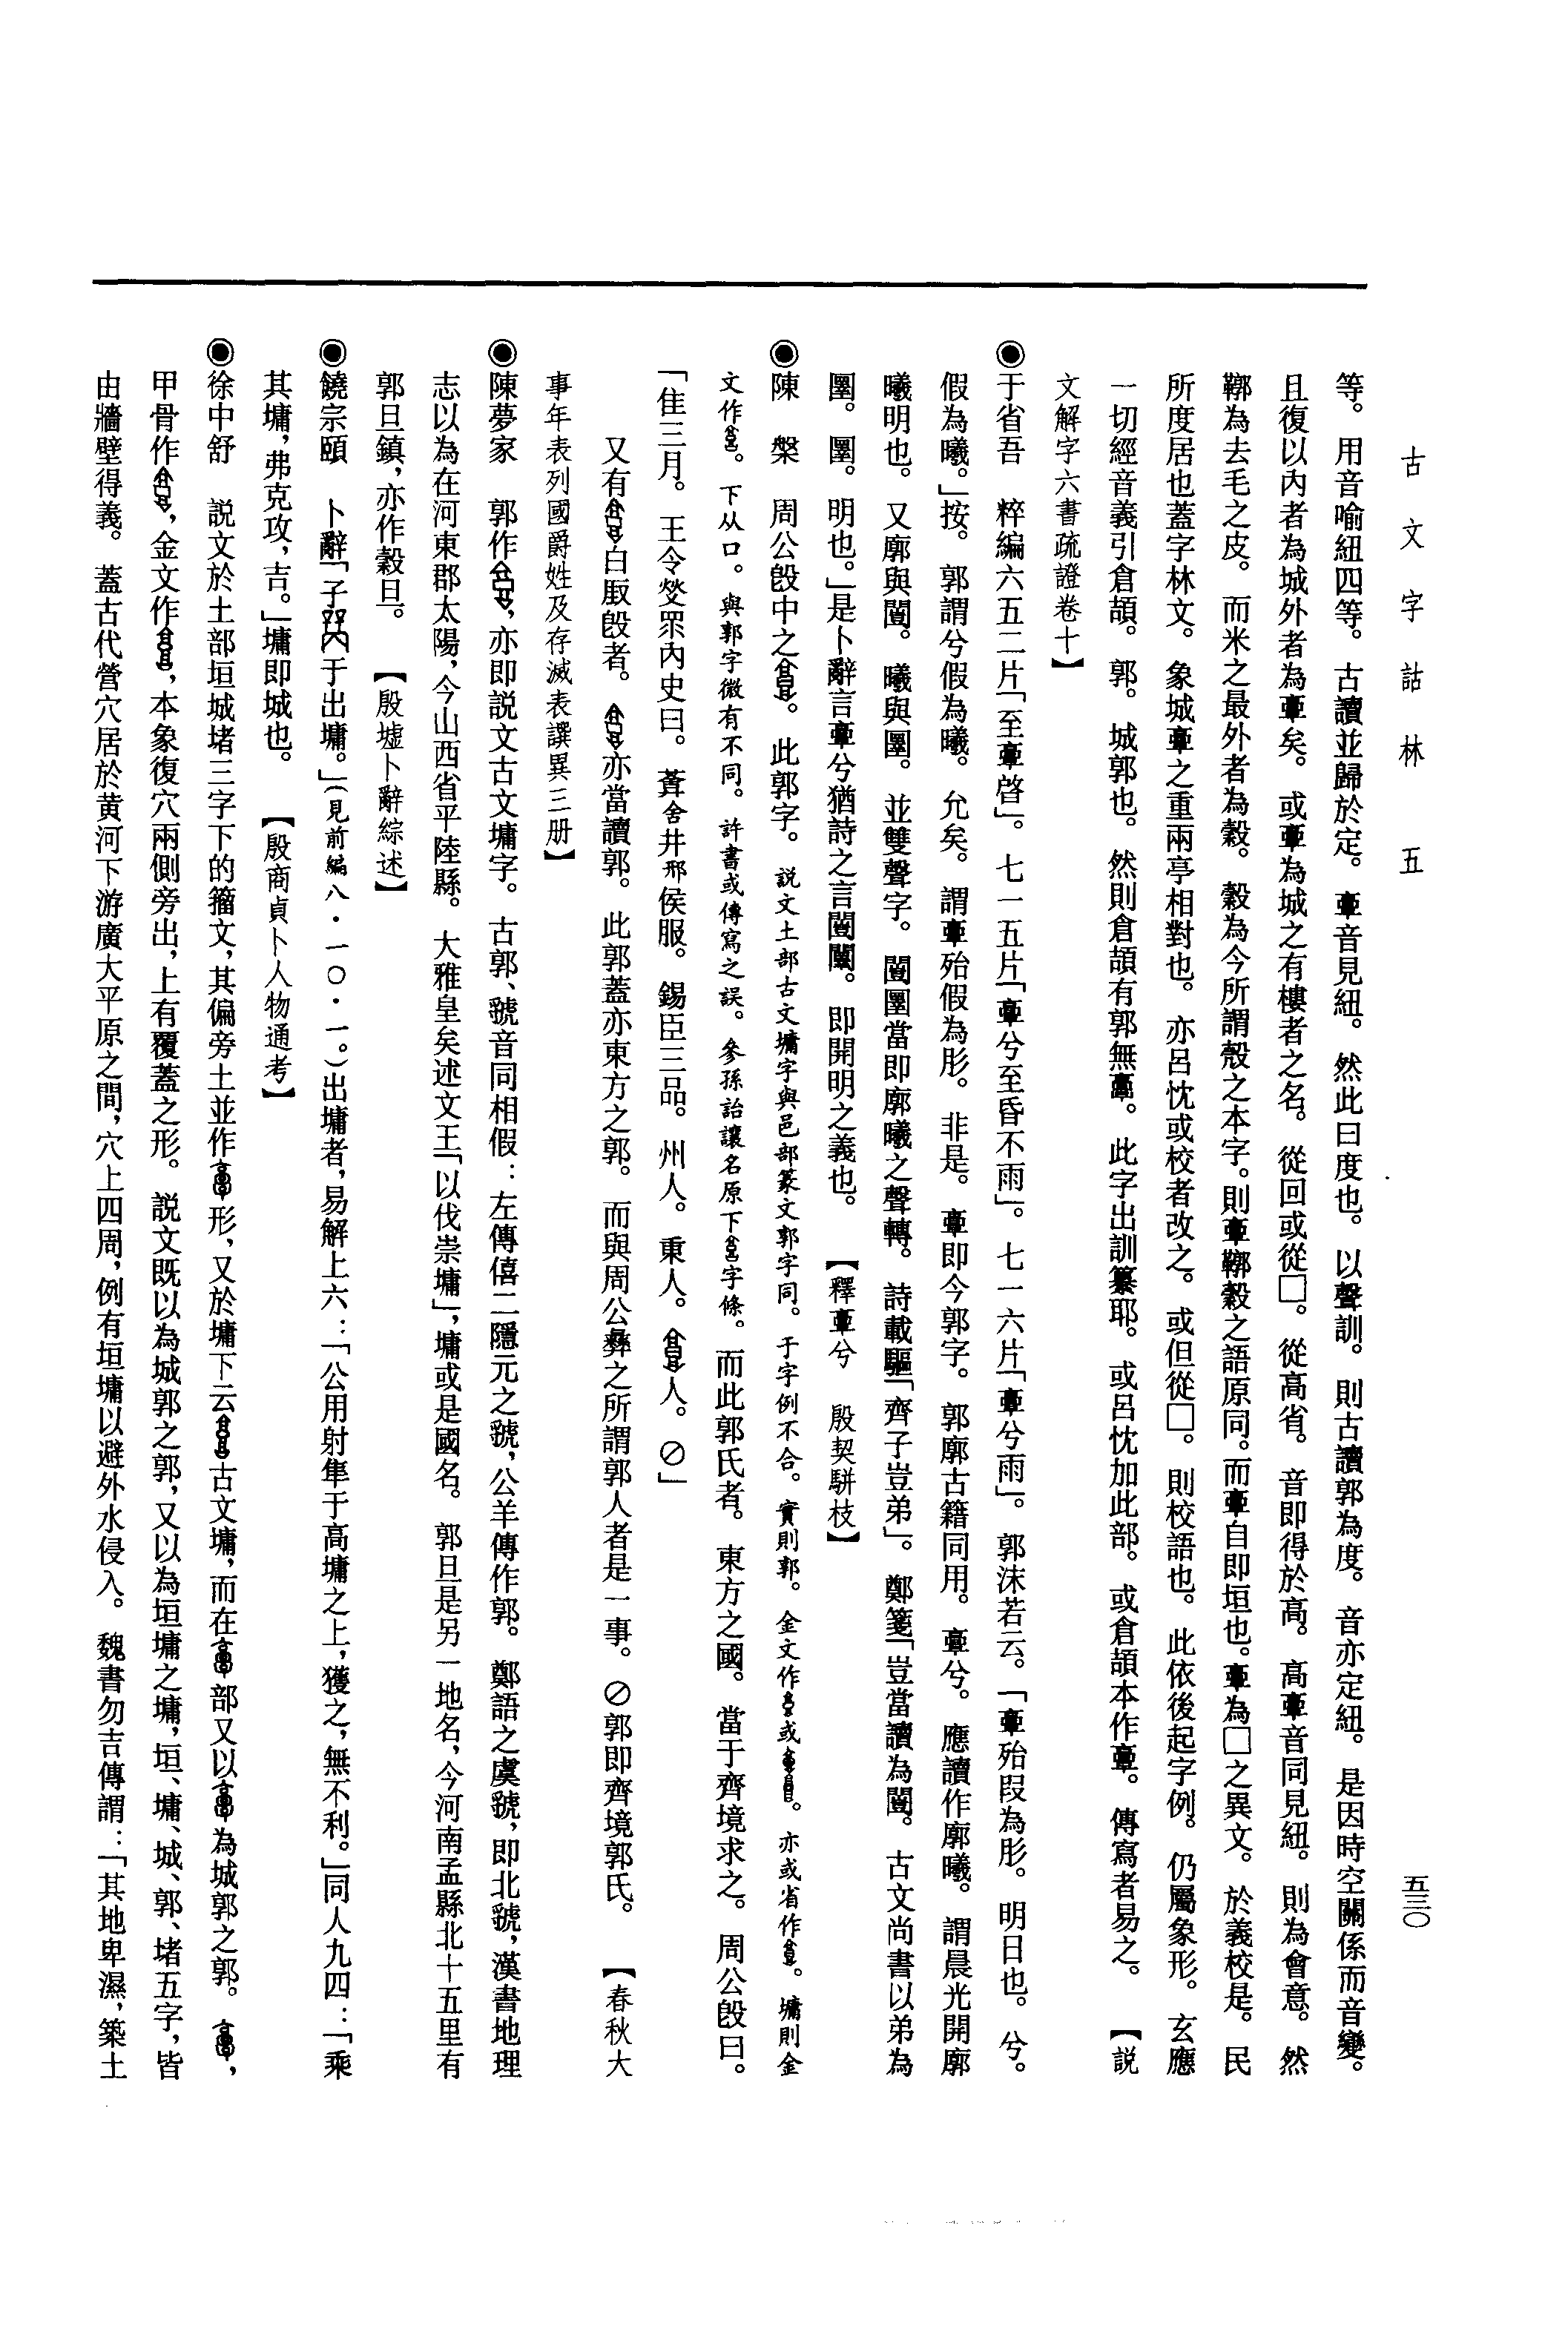 古文字詁林 五
五三〇
等。用音喻紐四等。古讀並歸於定。𩫏音見紐。然此曰度也。以聲訓。則古讀郭為度。音亦定紐。是因時空關係而音變。
且復以內者為城外者為𩫏矣。或𩫏為城之有樓者之名。從回或從囗。從高省。音即得於高。高𩫏音同見紐。則為會意。然
鞹為去毛之皮。而米之最外者為穀。穀為今所謂殼之本字。則𩫏鞹穀之語原同。而𩫏自即垣也。𩫏為囗之異文。於義校是。民
所度居也蓋字林文。象城𩫏之重兩亭相對也。亦呂忱或校者改之。或但從囗。則校語也。此依後起字例。仍屬象形。玄應
一切經音義引倉頡。郭。城郭也。然則倉頡有郭無𩫏。此字出訓纂耶。或呂忱加此部。或倉頡本作𩫏。傳寫者易之。【說
文解字六書疏證卷十】
◉于省吾 粹編六五二片「至𩫏啓」。七一五片「𩫏兮至昏不雨」。七一六片「𩫏兮雨」。郭沫若云。「𩫏殆叚為肜。明日也。兮。
假為曦。」按。郭謂兮假為曦。允矣。謂𩫏殆假為肜。非是。𩫏即今郭字。郭廓古籍同用。𩫏兮。應讀作廓曦。謂晨光開廓
曦明也。又廓與闓。曦與圛。並雙聲字。闓圛當即廓曦之聲轉。詩載驅「齊子豈弟」。鄭箋「豈當讀為闓。古文尚書以弟為
圛。圛。明也。」是卜辭言𩫏兮猶詩之言闓圛。即開明之義也。【釋𩫏兮 殷契駢枝】
◉陳 槃 周公𣪘中之。此郭字。說文土部古文墉字與邑部篆文郭字同。于字例不合。實則郭。金文作或。亦或省作。墉則金
文作。下从口。與郭字微有不同。許書或傳寫之誤。參孫詒讓名原下字條。而此郭氏者。東方之國。當于齊境求之。周公𣪘曰。
「隹三月。王令燮眔內史曰。𦱏舍井邢侯服。錫臣三品。州人。重人。人。⊘」
又有白𠭯𣪘者。亦當讀郭。此郭蓋亦東方之郭。而與周公彝之所謂郭人者是一事。⊘郭即齊境郭氏。【春秋大
事年表列國爵姓及存滅表譔異三册】
◉陳夢家 郭作，亦即說文古文墉字。古郭、虢音同相假：左傳僖二隱元之虢，公羊傳作郭。鄭語之虞虢，即北虢，漢書地理
志以為在河東郡太陽，今山西省平陸縣。大雅皇矣述文王「以伐崇墉」，墉或是國名。郭旦是另一地名，今河南孟縣北十五里有
郭旦鎮，亦作穀旦。【殷墟卜辭綜述】
◉饒宗頤 卜辭「子于出墉。」（見前編八·一〇·一。）出墉者，易解上六：「公用射隼于高墉之上，獲之，無不利。」同人九四：「乘
其墉，弗克攻，吉。」墉即城也。【殷商貞卜人物通考】
◉徐中舒 說文於土部垣城堵三字下的籀文，其偏旁土並作形，又於墉下云古文墉，而在部又以為城郭之郭。，
甲骨作，金文作，本象復穴兩側旁出，上有覆蓋之形。說文既以為城郭之郭，又以為垣墉之墉，垣、墉、城、郭、堵五字，皆
由牆壁得義。蓋古代營穴居於黄河下游廣大平原之間，穴上四周，例有垣墉以避外水侵入。魏書勿吉傳謂：「其地卑濕，築土